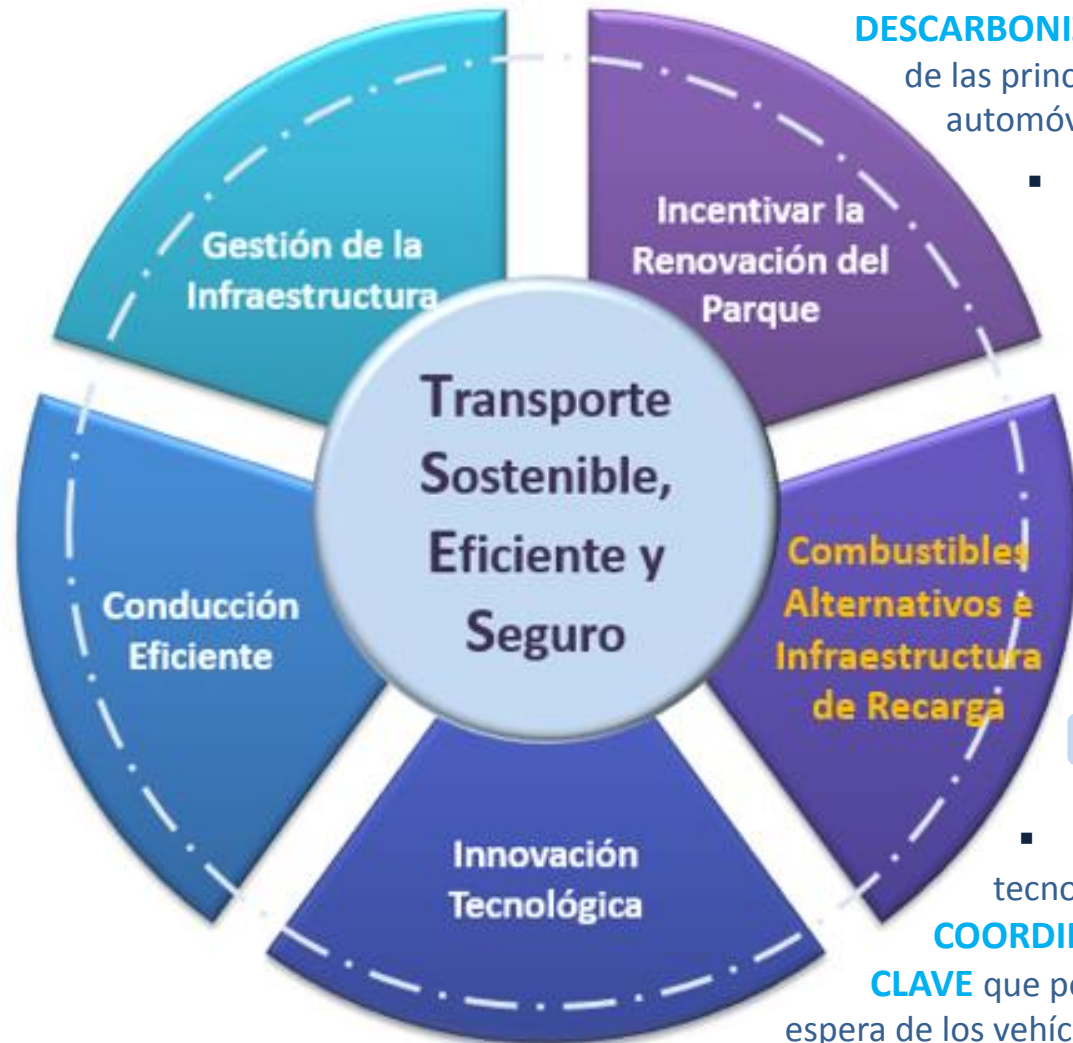 DESCARBONI
de las princ
automóv
▪
Incentivar la
Renovación del
Parque
Gestión de la
Infraestructura
Transporte
Sostenible,
Eficiente y
Seguro
Combustibles
Alternativos e
Infraestructura
de Recarga
Conducción
Eficiente
Innovación
Tecnológica
▪
tecno
COORDI
CLAVE que p
espera de los vehíc